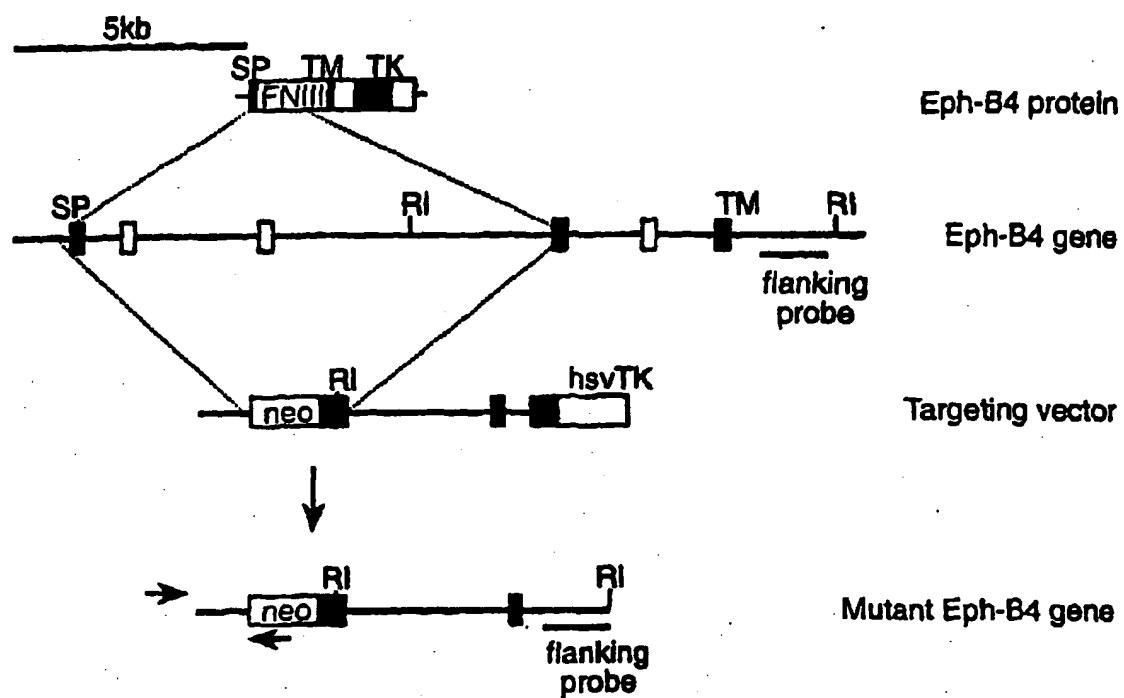 5kb
SP TM TK
FNIII
Eph-B4 protein
SP RI TM RI
Eph-B4 gene
flanking
probe
RI hsvTK
neo
Targeting vector
RI RI
neo
Mutant Eph-B4 gene
flanking
probe